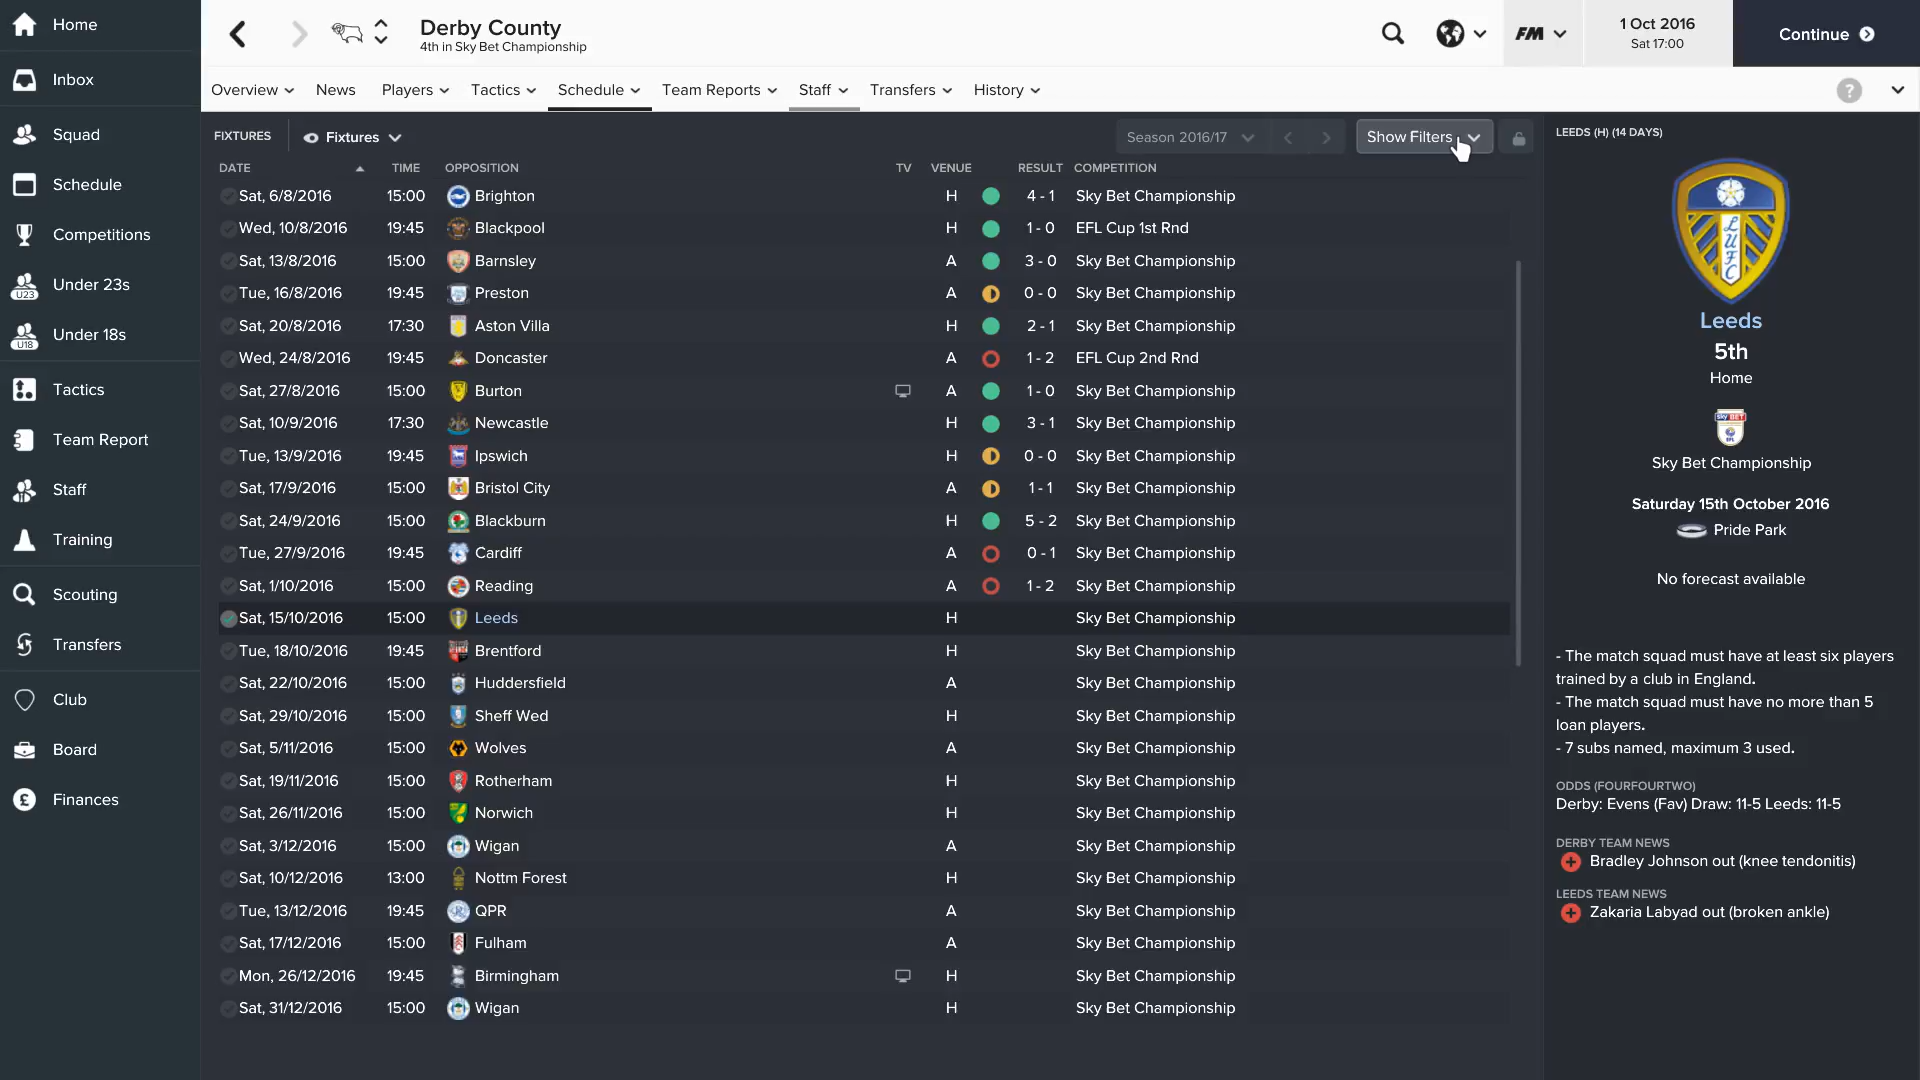 Home
Inbox
Squad
Schedule
Competitions
Under 23s
U23
Under 18s
U18
Tactics
Team Report
Staff
Training
Scouting
Transfers
Club
Board
Finances
Derby County
4th in Sky Bet Championship
FM
1 Oct 2016
Sat 17:00
Continue
Overview News Players Tactics Schedule Team Reports Staff Transfers History
?
FIXTURES Fixtures Season 2016/17 Show Filters
DATE TIME OPPOSITION TV VENUE RESULT COMPETITION
Sat, 6/8/2016 15:00 Brighton H 4 - 1 Sky Bet Championship
Wed, 10/8/2016 19:45 Blackpool H 1 - 0 EFL Cup 1st Rnd
Sat, 13/8/2016 15:00 Barnsley A 3 - 0 Sky Bet Championship
Tue, 16/8/2016 19:45 Preston A 0 - 0 Sky Bet Championship
Sat, 20/8/2016 17:30 Aston Villa H 2 - 1 Sky Bet Championship
Wed, 24/8/2016 19:45 Doncaster A 1 - 2 EFL Cup 2nd Rnd
Sat, 27/8/2016 15:00 Burton A 1 - 0 Sky Bet Championship
Sat, 10/9/2016 17:30 Newcastle H 3 - 1 Sky Bet Championship
Tue, 13/9/2016 19:45 Ipswich H 0 - 0 Sky Bet Championship
Sat, 17/9/2016 15:00 Bristol City A 1 - 1 Sky Bet Championship
Sat, 24/9/2016 15:00 Blackburn H 5 - 2 Sky Bet Championship
Tue, 27/9/2016 19:45 Cardiff A 0 - 1 Sky Bet Championship
Sat, 1/10/2016 15:00 Reading A 1 - 2 Sky Bet Championship
Sat, 15/10/2016 15:00 Leeds H Sky Bet Championship
Tue, 18/10/2016 19:45 Brentford H Sky Bet Championship
Sat, 22/10/2016 15:00 Huddersfield A Sky Bet Championship
Sat, 29/10/2016 15:00 Sheff Wed H Sky Bet Championship
Sat, 5/11/2016 15:00 Wolves A Sky Bet Championship
Sat, 19/11/2016 15:00 Rotherham H Sky Bet Championship
Sat, 26/11/2016 15:00 Norwich H Sky Bet Championship
Sat, 3/12/2016 15:00 Wigan A Sky Bet Championship
Sat, 10/12/2016 13:00 Nottm Forest H Sky Bet Championship
Tue, 13/12/2016 19:45 QPR A Sky Bet Championship
Sat, 17/12/2016 15:00 Fulham A Sky Bet Championship
Mon, 26/12/2016 19:45 Birmingham H Sky Bet Championship
Sat, 31/12/2016 15:00 Wigan H Sky Bet Championship
LEEDS (H) (14 DAYS)
LUFC
Leeds
5th
Home
sky BET
EFL
Sky Bet Championship
Saturday 15th October 2016
Pride Park
No forecast available
- The match squad must have at least six players
trained by a club in England.
- The match squad must have no more than 5
loan players.
- 7 subs named, maximum 3 used.
ODDS (FOURFOURTWO)
Derby: Evens (Fav) Draw: 11-5 Leeds: 11-5
DERBY TEAM NEWS
Bradley Johnson out (knee tendonitis)
LEEDS TEAM NEWS
Zakaria Labyad out (broken ankle)